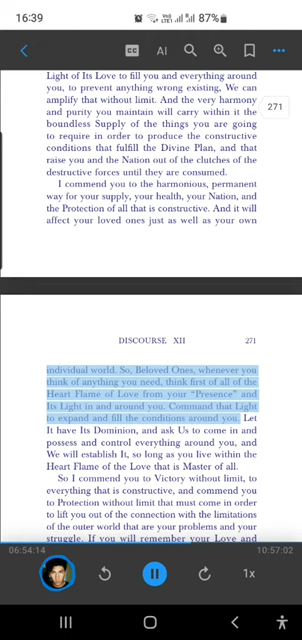 16:39
87%
CC
AI
Light of Its Love to fill you and everything around
you, to prevent anything wrong existing, We can
amplify that without limit. And the very harmony
and purity you maintain will carry within it the
boundless Supply of the things you are going
to require in order to produce the constructive
conditions that fulfill the Divine Plan, and that
raise you and the Nation out of the clutches of the
destructive forces until they are consumed.
I commend you to the harmonious, permanent
way for your supply, your health, your Nation, and
the Protection of all that is constructive. And it will
affect your loved ones just as well as your own
271
DISCOURSE XII 271
individual world. So, Beloved Ones, whenever you
think of anything you need, think first of all of the
Heart Flame of Love from your “Presence” and
Its Light in and around you. Command that Light
to expand and fill the conditions around you. Let
It have Its Dominion, and ask Us to come in and
possess and control everything around you, and
We will establish It, so long as you live within the
Heart Flame of the Love that is Master of all.
So I commend you to Victory without limit, to
everything that is constructive, and commend you
to Protection without limit that must come in order
to lift you out of the connection with the limitations
of the outer world that are your problems and your
struggle. If you will remember your Love and
06:54:14
10:57:02
1x